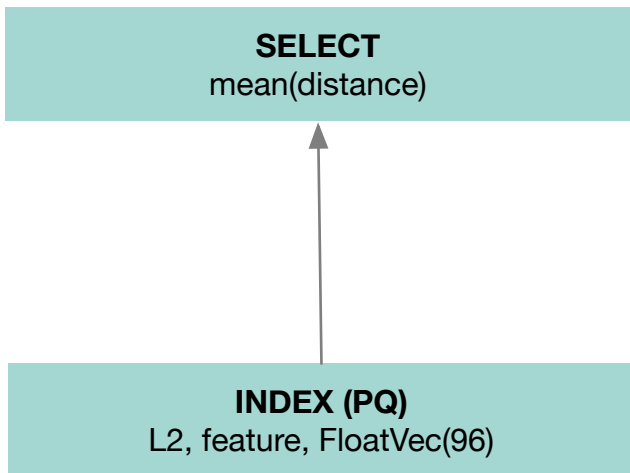 SELECT
mean(distance)
INDEX (PQ)
L2, feature, FloatVec(96)